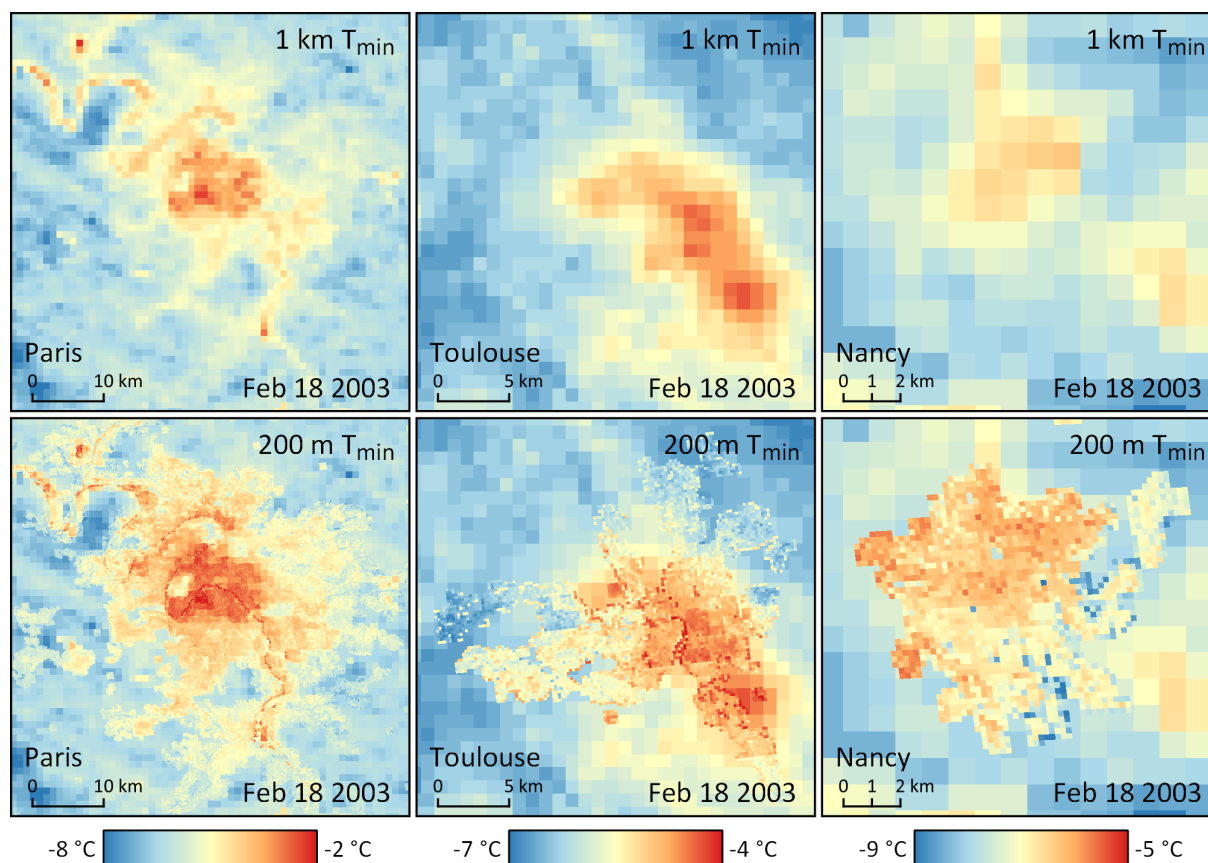 1 km Tmin
Paris
0 10 km
Feb 18 2003
1 km Tmin
Toulouse
0 5 km
Feb 18 2003
1 km Tmin
Nancy
0 1 2 km
Feb 18 2003
200 m Tmin
Paris
0 10 km
Feb 18 2003
200 m Tmin
Toulouse
0 5 km
Feb 18 2003
200 m Tmin
Nancy
0 1 2 km
Feb 18 2003
-8 °C -2 °C
-7 °C -4 °C
-9 °C -5 °C